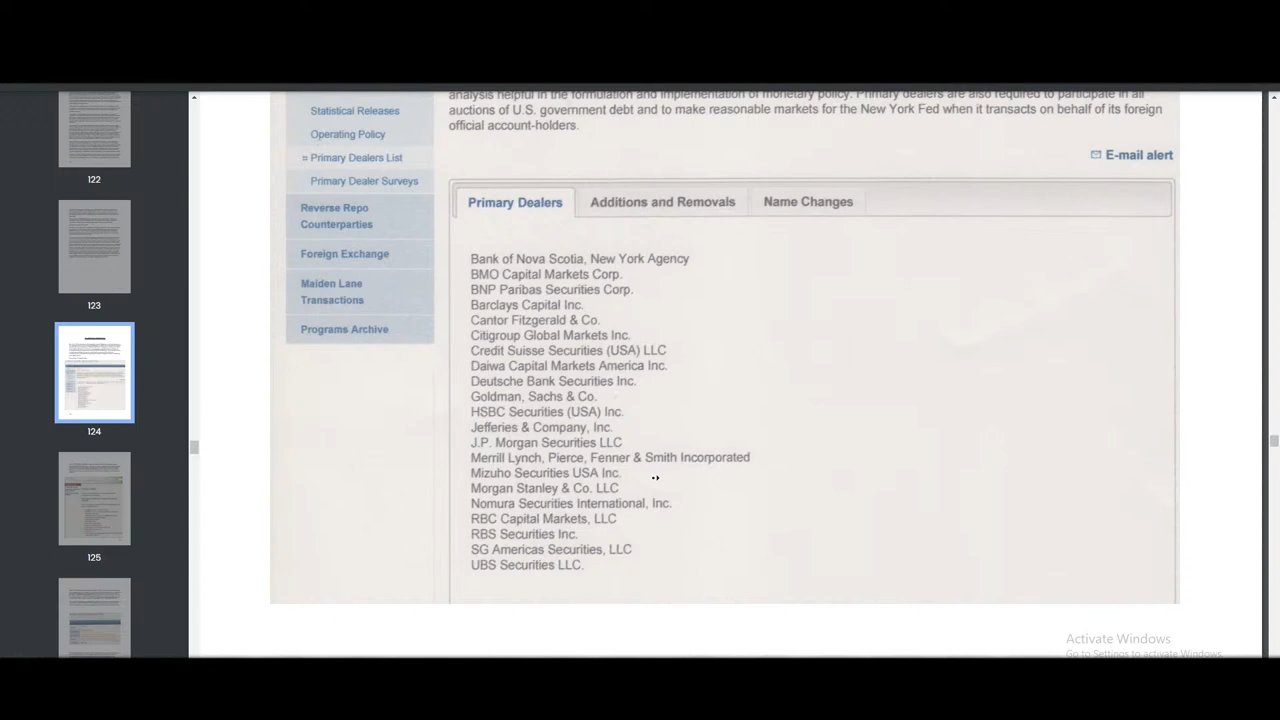 analysis helpful in the formulation and implementation of monetary policy. Primary dealers are also required to participate in all
auctions of U.S. government debt and to make reasonable markets for the New York Fed when it transacts on behalf of its foreign
official account-holders.
E-mail alert
Statistical Releases
Operating Policy
Primary Dealers List
Primary Dealer Surveys
Reverse Repo
Counterparties
Foreign Exchange
Maiden Lane
Transactions
Programs Archive
Primary Dealers
Additions and Removals
Name Changes
Bank of Nova Scotia, New York Agency
BMO Capital Markets Corp.
BNP Paribas Securities Corp.
Barclays Capital Inc.
Cantor Fitzgerald & Co.
Citigroup Global Markets Inc.
Credit Suisse Securities (USA) LLC
Daiwa Capital Markets America Inc.
Deutsche Bank Securities Inc.
Goldman, Sachs & Co.
HSBC Securities (USA) Inc.
Jefferies & Company, Inc.
J.P. Morgan Securities LLC
Merrill Lynch, Pierce, Fenner & Smith Incorporated
Mizuho Securities USA Inc.
Morgan Stanley & Co. LLC
Nomura Securities International, Inc.
RBC Capital Markets, LLC
RBS Securities Inc.
SG Americas Securities, LLC
UBS Securities LLC.
122
123
124
125
Activate Windows
Go to Settings to activate Windows.